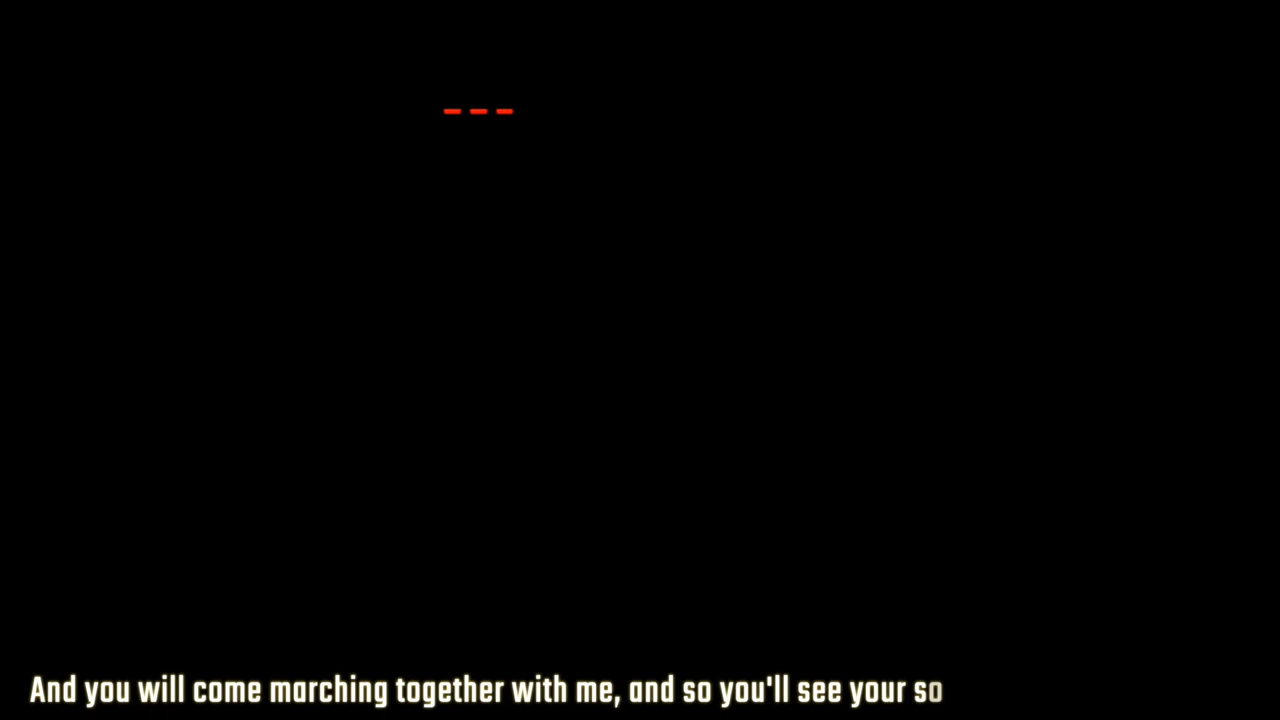 ---
And you will come marching together with me, and so you'll see your so